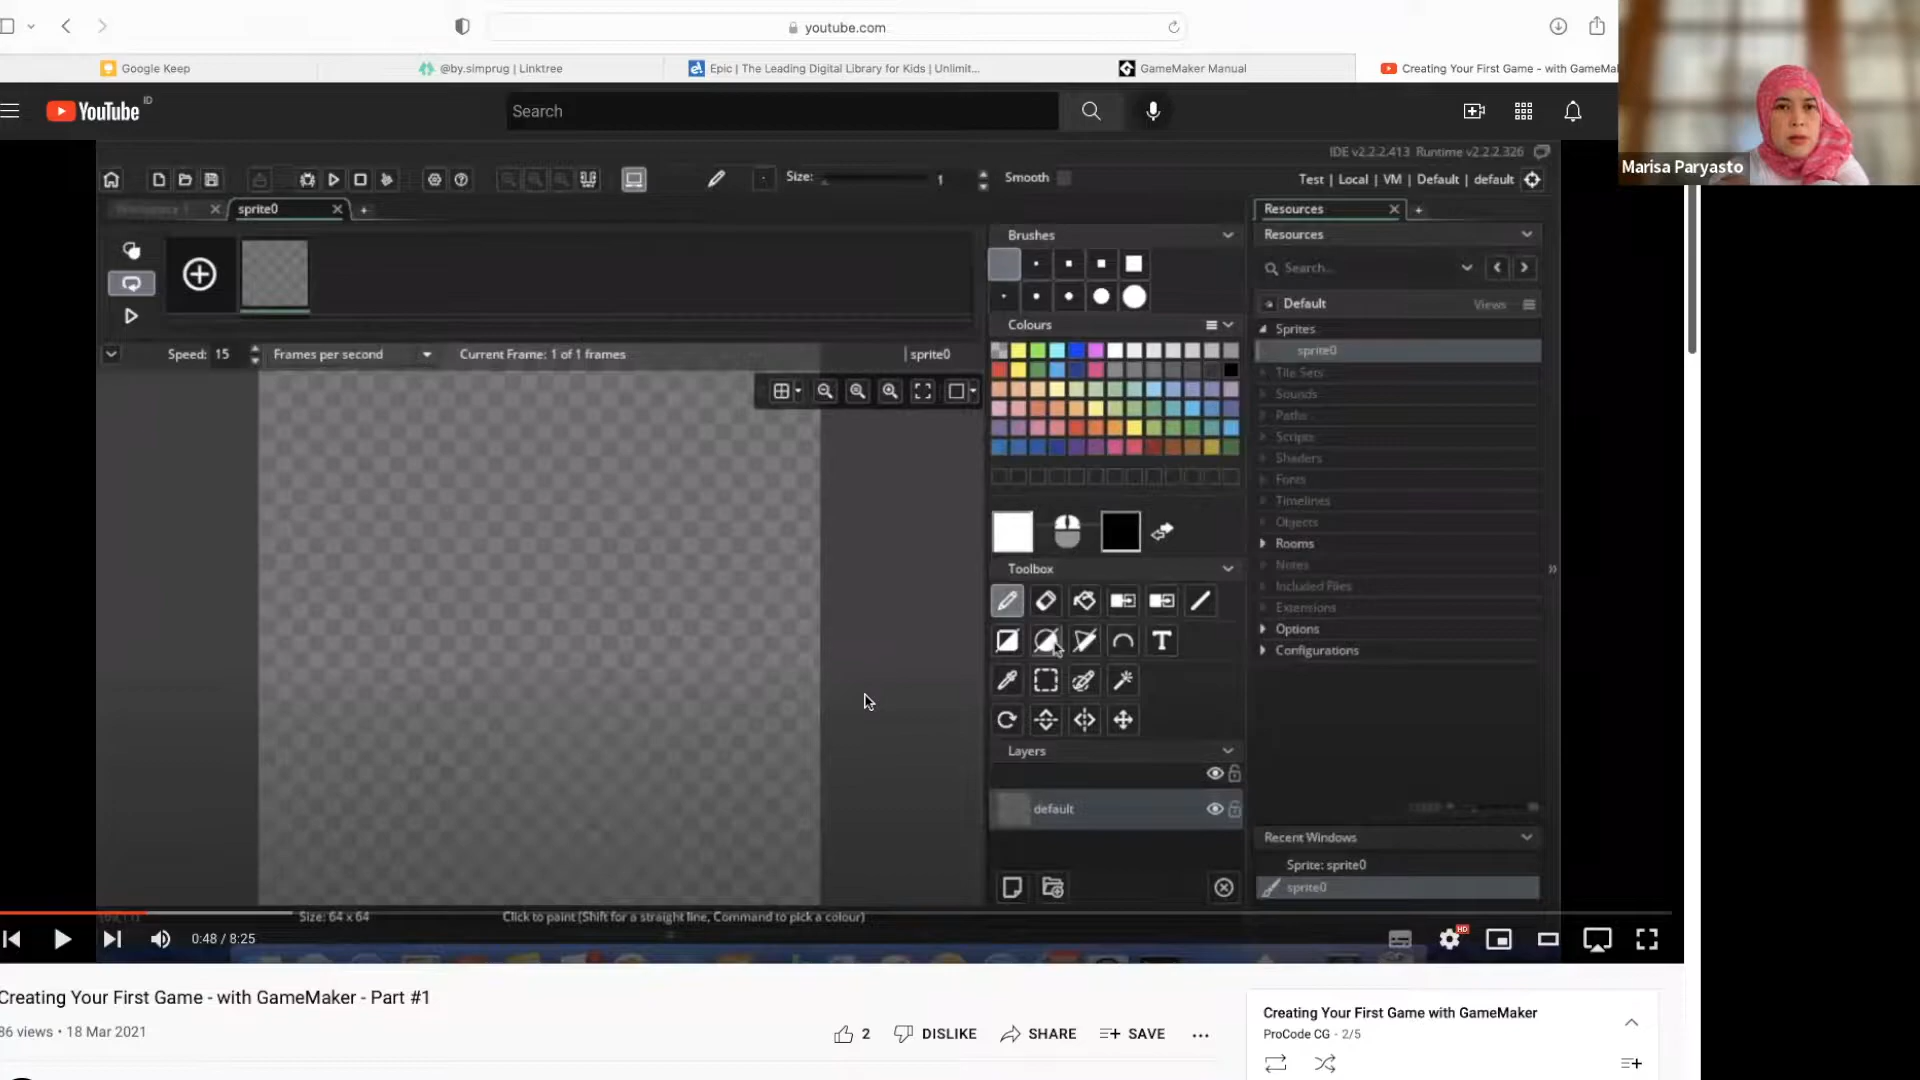 youtube.com
Google Keep
@by.simprug | Linktree
Epic | The Leading Digital Library for Kids | Unlimit...
GameMaker Manual
Creating Your First Game - with GameMa
YouTube ID
Search
Marisa Paryasto
IDE v2.2.2.413 Runtime v2.2.2.326
Size: 1
Smooth
Test | Local | VM | Default | default
Workspace 1
sprite0
Resources
Brushes
Resources
Search...
Default
Views
Colours
Sprites
sprite0
Speed: 15
Frames per second
Current Frame: 1 of 1 frames
sprite0
Tile Sets
Sounds
Paths
Scripts
Shaders
Fonts
Timelines
Objects
Rooms
Toolbox
Notes
Included Files
Extensions
Options
T
Configurations
Layers
default
Recent Windows
Sprite: sprite0
sprite0
Size: 64 x 64
Click to paint (Shift for a straight line, Command to pick a colour)
0:48 / 8:25
HD
Creating Your First Game - with GameMaker - Part #1
86 views • 18 Mar 2021
2
DISLIKE
SHARE
SAVE
Creating Your First Game with GameMaker
ProCode CG - 2/5